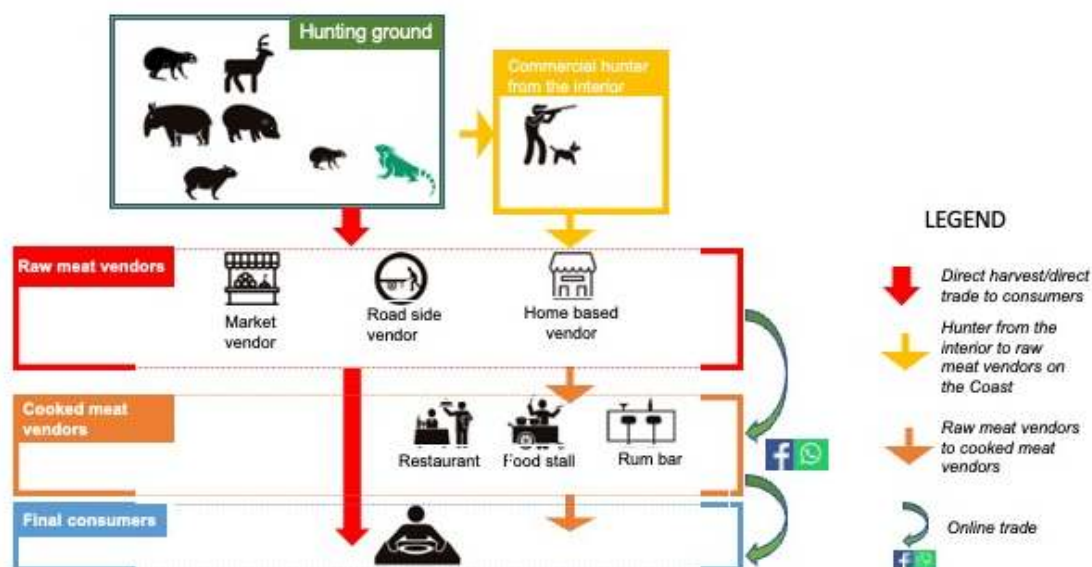 Hunting ground
Commercial hunter
from the interior
LEGEND
Raw meat vendors
Market
vendor
Road side
vendor
Home based
vendor
Direct harvest/direct
trade to consumers
Hunter from the
interior to raw
meat vendors on
the Coast
Cooked meat
vendors
Restaurant
Food stall
Rum bar
Raw meat vendors
to cooked meat
vendors
Final consumers
Online trade